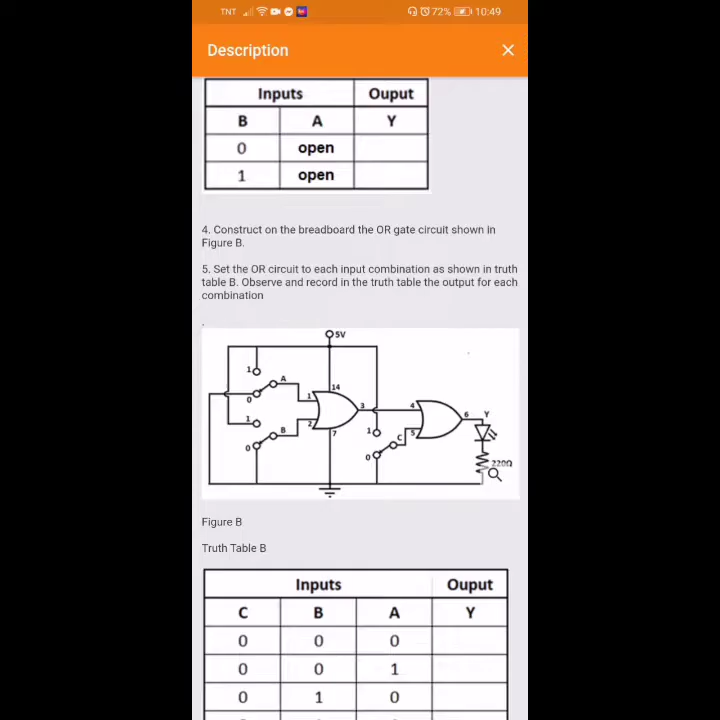 TNT 72% 10:49
Description ×
Inputs Ouput
B A Y
0 open
1 open
4. Construct on the breadboard the OR gate circuit shown in
Figure B.
5. Set the OR circuit to each input combination as shown in truth
table B. Observe and record in the truth table the output for each
combination
.
5V
1 A 14
0 1 3 4 6 Y
1 2 1 5
B 7 C
0 0 220Ω
Figure B
Truth Table B
Inputs Ouput
C B A Y
0 0 0
0 0 1
0 1 0